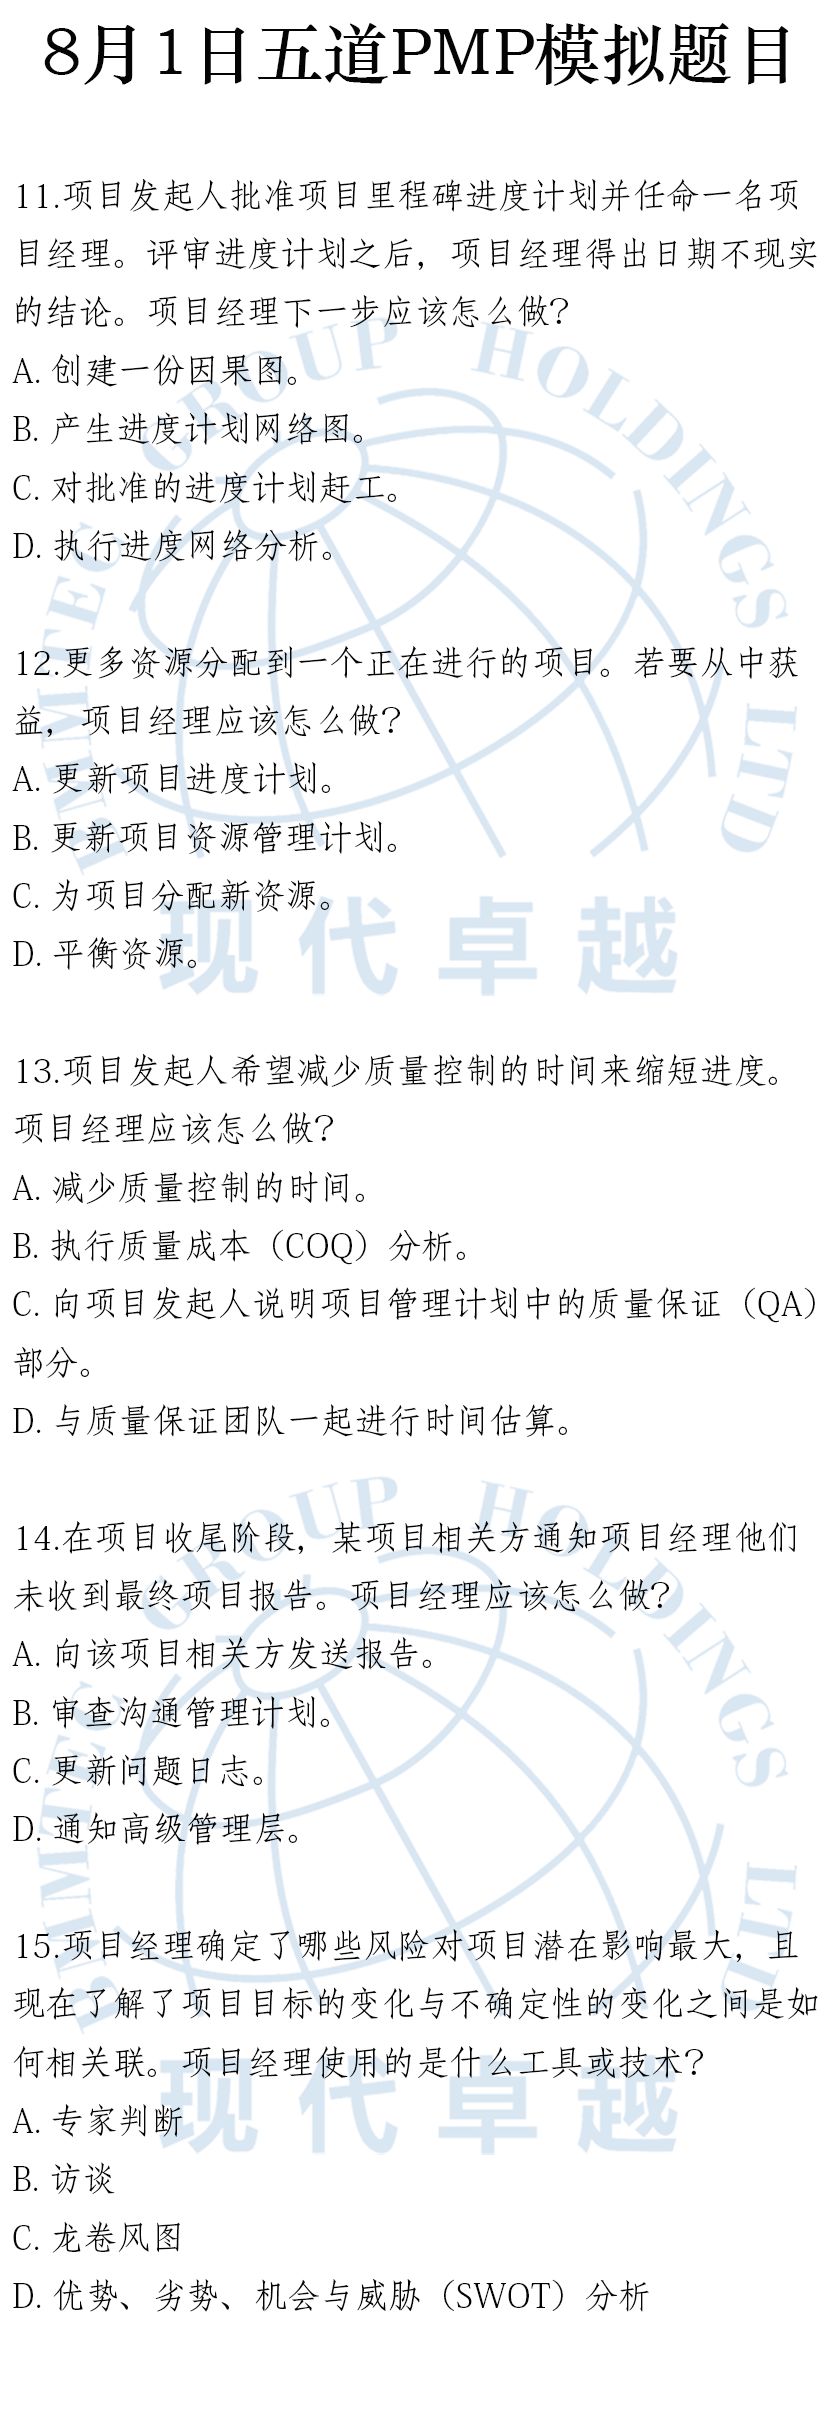 8月1日五道PMP模拟题目
11.项目发起人批准项目里程碑进度计划并任命一名项
目经理。评审进度计划之后，项目经理得出日期不现实
的结论。项目经理下一步应该怎么做？
A. 创建一份因果图。
B. 产生进度计划网络图。
C. 对批准的进度计划赶工。
D. 执行进度网络分析。
12.更多资源分配到一个正在进行的项目。若要从中获
益，项目经理应该怎么做？
A. 更新项目进度计划。
B. 更新项目资源管理计划。
C. 为项目分配新资源。
D. 平衡资源。
13.项目发起人希望减少质量控制的时间来缩短进度。
项目经理应该怎么做？
A. 减少质量控制的时间。
B. 执行质量成本（COQ）分析。
C. 向项目发起人说明项目管理计划中的质量保证（QA）
部分。
D. 与质量保证团队一起进行时间估算。
14.在项目收尾阶段，某项目相关方通知项目经理他们
未收到最终项目报告。项目经理应该怎么做？
A. 向该项目相关方发送报告。
B. 审查沟通管理计划。
C. 更新问题日志。
D. 通知高级管理层。
15.项目经理确定了哪些风险对项目潜在影响最大，且
现在了解了项目目标的变化与不确定性的变化之间是如
何相关联。项目经理使用的是什么工具或技术？
A. 专家判断
B. 访谈
C. 龙卷风图
D. 优势、劣势、机会与威胁（SWOT）分析
BMMTEC GROUP HOLDINGS LTD
现代卓越
BMMTEC GROUP HOLDINGS LTD
现代卓越